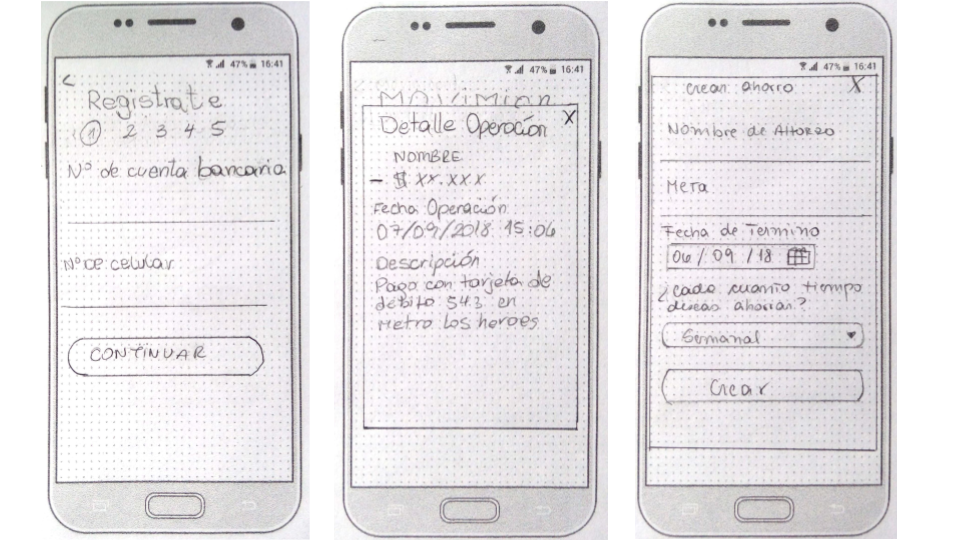 47% 16:41
<
Registrate
1 2 3 4 5
N° de cuenta bancaria
N° de celular
CONTINUAR
47% 16:41
Movimien
Detalle Operación X
NOMBRE
- $ xx.xxx
Fecha Operación
07/09/2018 15:06
Descripción
Pago con tarjeta de
debito 543 en
Metro los heroes
47% 16:41
crear ahorro X
Nombre de AHORRO
Meta
Fecha de Termino
06/09/18
¿cada cuanto tiempo
deseas ahorrar?
Semanal
Crear